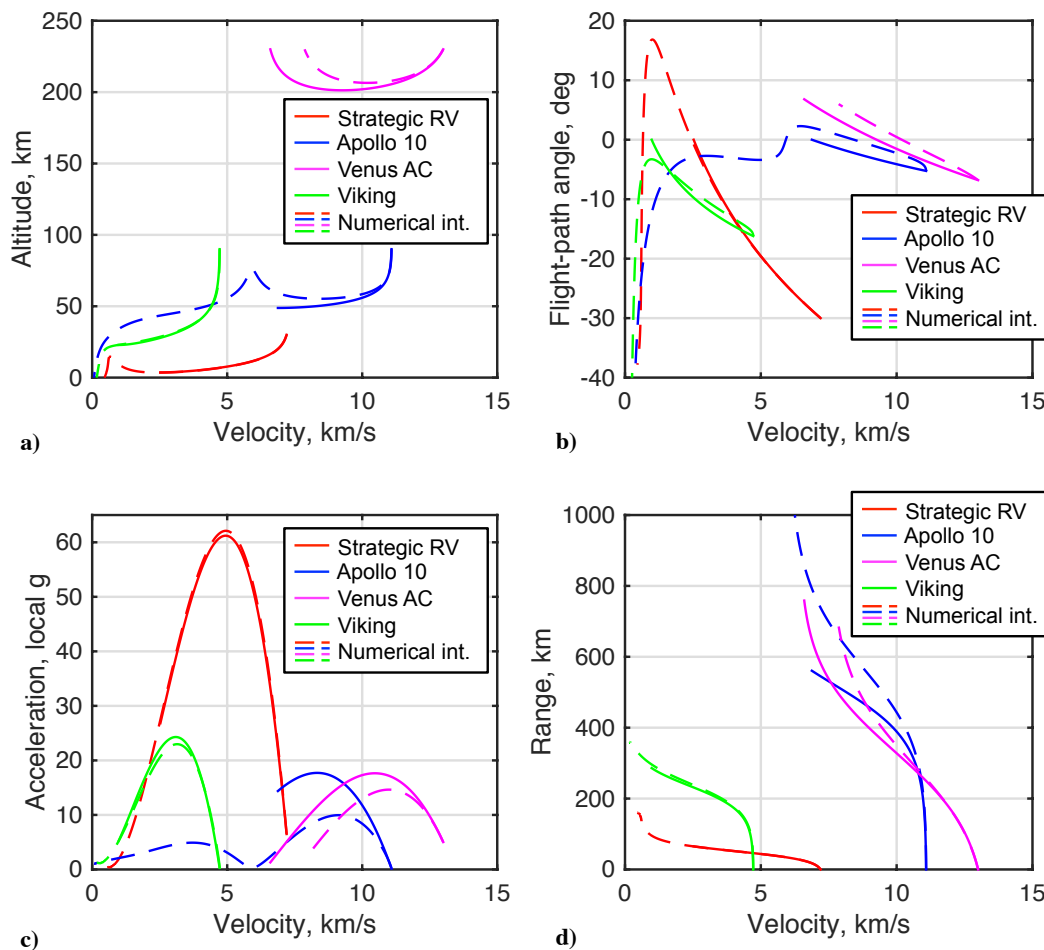 Altitude, km
250
200
150
100
50
0
0 5 10 15
Velocity, km/s
Strategic RV
Apollo 10
Venus AC
Viking
Numerical int.
a)
Flight-path angle, deg
20
10
0
-10
-20
-30
-40
0 5 10 15
Velocity, km/s
Strategic RV
Apollo 10
Venus AC
Viking
Numerical int.
b)
Acceleration, local g
60
50
40
30
20
10
0
0 5 10 15
Velocity, km/s
Strategic RV
Apollo 10
Venus AC
Viking
Numerical int.
c)
Range, km
1000
800
600
400
200
0
0 5 10 15
Velocity, km/s
Strategic RV
Apollo 10
Venus AC
Viking
Numerical int.
d)